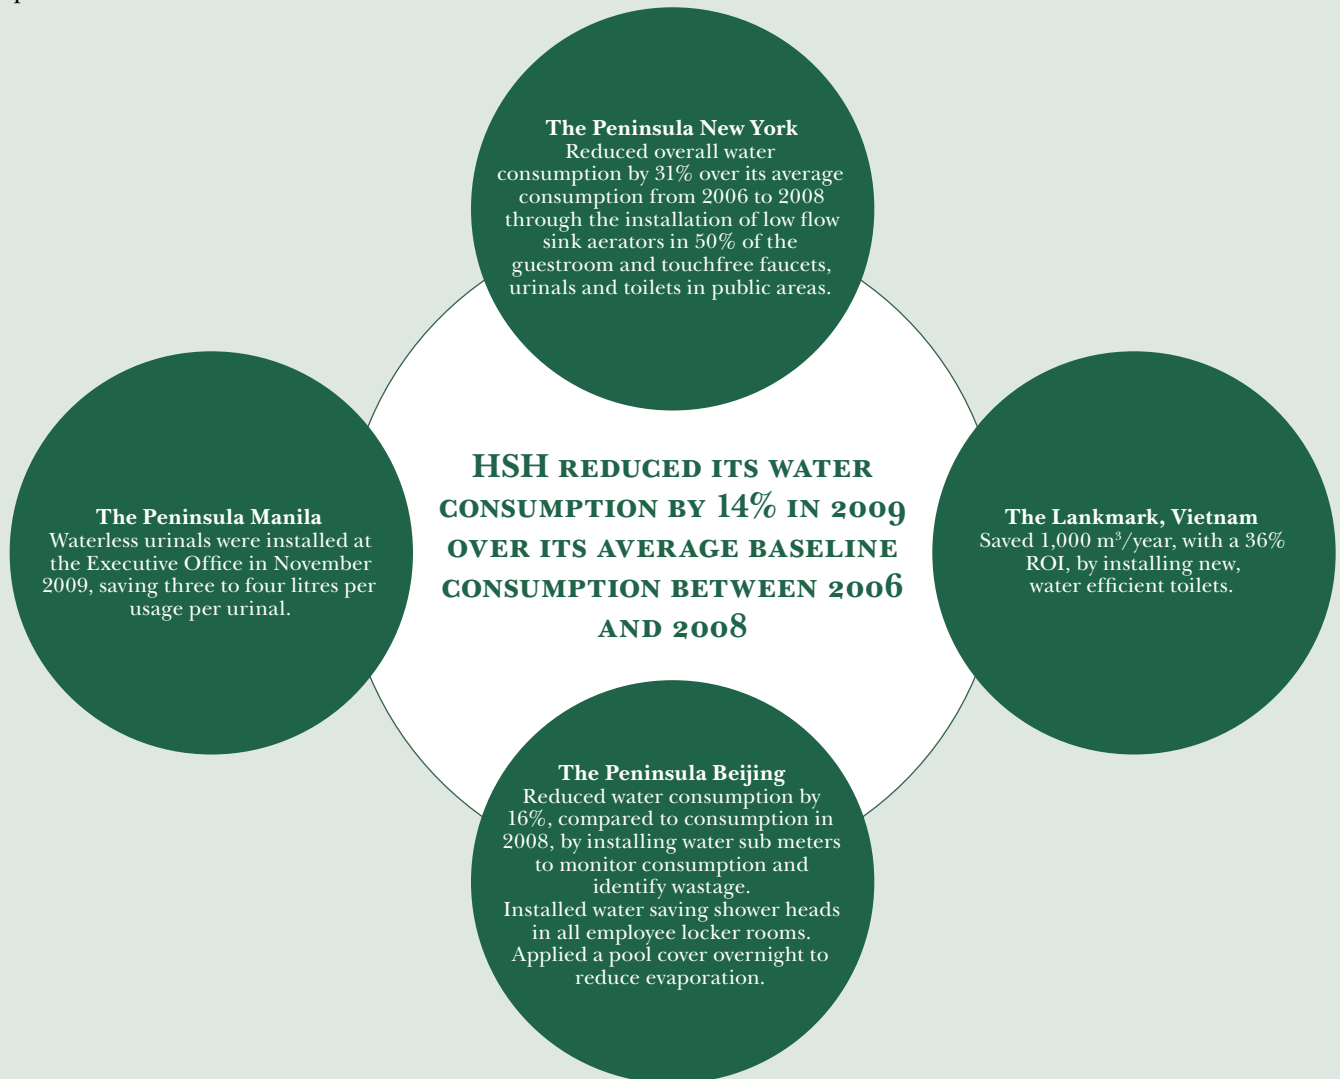 The Peninsula New York
Reduced overall water
consumption by 31% over its average
consumption from 2006 to 2008
through the installation of low flow
sink aerators in 50% of the
guestroom and touchfree faucets,
urinals and toilets in public areas.
The Peninsula Manila
Waterless urinals were installed at
the Executive Office in November
2009, saving three to four litres per
usage per urinal.
HSH REDUCED ITS WATER
CONSUMPTION BY 14% IN 2009
OVER ITS AVERAGE BASELINE
CONSUMPTION BETWEEN 2006
AND 2008
The Lankmark, Vietnam
Saved 1,000 m³/year, with a 36%
ROI, by installing new,
water efficient toilets.
The Peninsula Beijing
Reduced water consumption by
16%, compared to consumption in
2008, by installing water sub meters
to monitor consumption and
identify wastage.
Installed water saving shower heads
in all employee locker rooms.
Applied a pool cover overnight to
reduce evaporation.